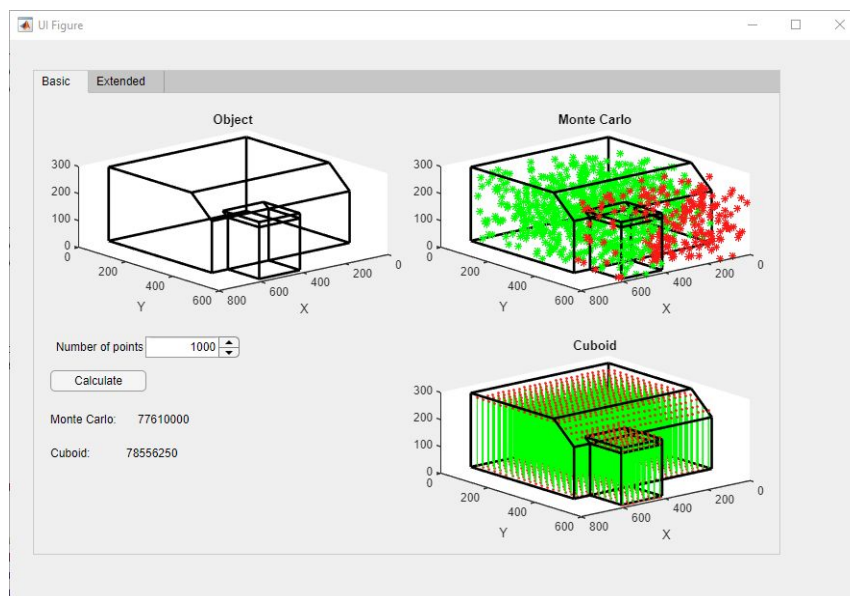 UI Figure
Basic Extended
Object
300
200
100
0
0
200
400
600
Y
800
600
400
200
0
X
Monte Carlo
300
200
100
0
0
200
400
600
Y
800
600
400
200
0
X
Number of points 1000
Calculate
Monte Carlo: 77610000
Cuboid: 78556250
Cuboid
300
200
100
0
0
200
400
600
Y
800
600
400
200
0
X